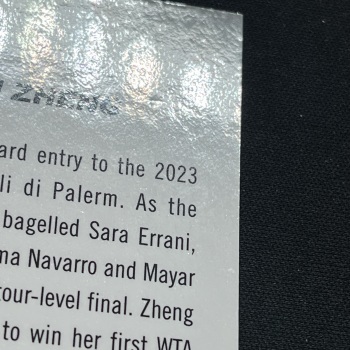 ZHENG
ard entry to the 2023
li di Palerm. As the
bagelled Sara Errani,
ma Navarro and Mayar
tour-level final. Zheng
to win her first WTA